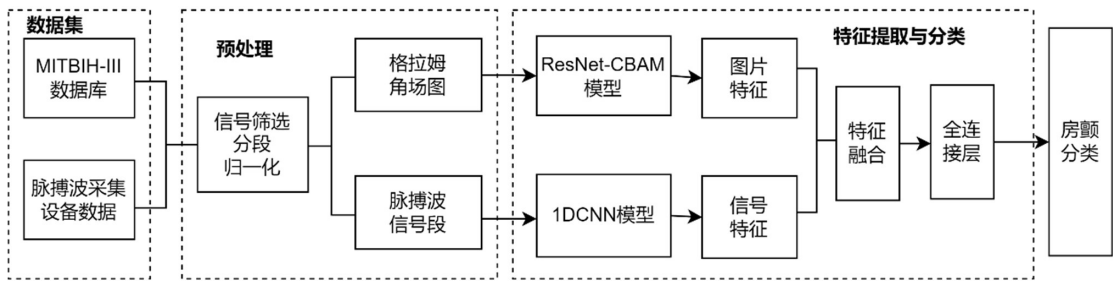 数据集
MITBIH-III
数据库
脉搏波采集
设备数据
预处理
信号筛选
分段
归一化
格拉姆
角场图
脉搏波
信号段
特征提取与分类
ResNet-CBAM
模型
图片
特征
1DCNN模型
信号
特征
特征
融合
全连
接层
房颤
分类